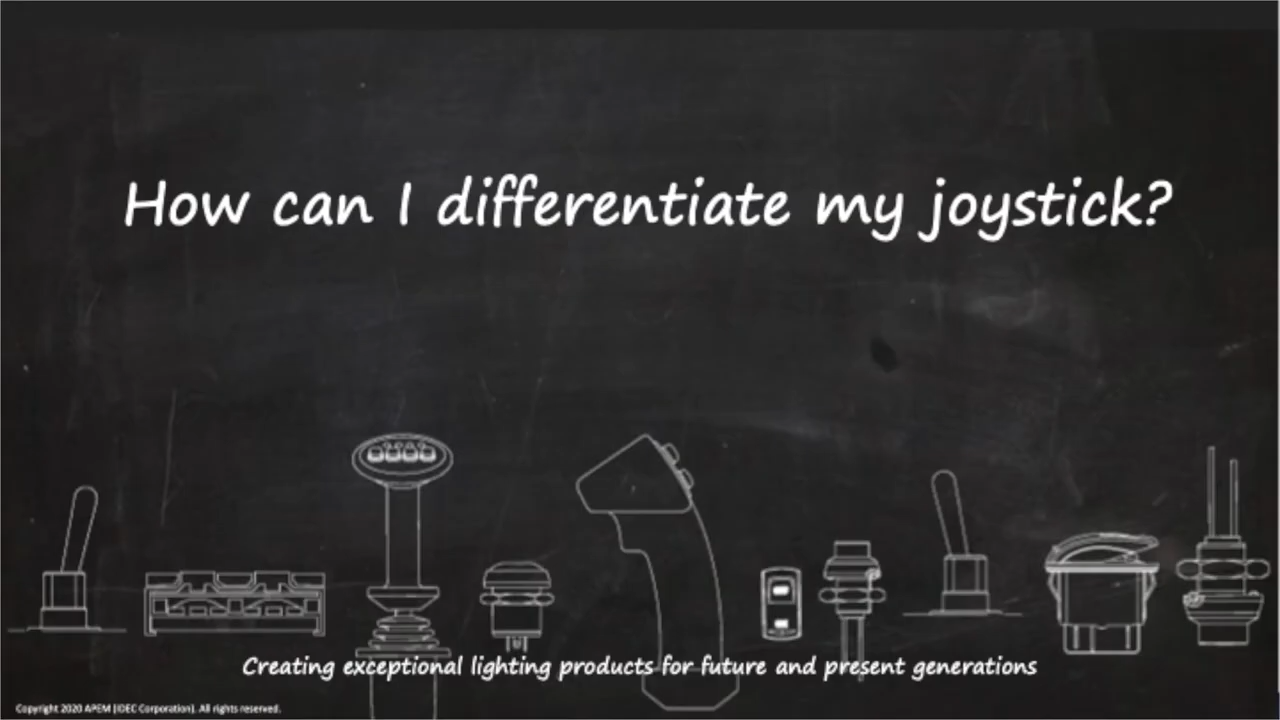 How can I differentiate my joystick?
Creating exceptional lighting products for future and present generations
Copyright 2020 APEM (IDEC Corporation). All rights reserved.